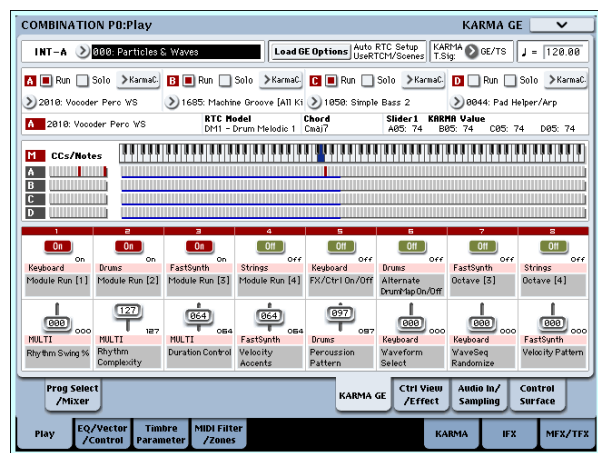 COMBINATION P0:Play KARMA GE
INT-A 000: Particles & Waves Load GE Options Auto RTC Setup UseRTCM/Scenes KARMA T.Sig: GE/TS ♩ = 120.00
A Run Solo KarmaC. B Run Solo KarmaC. C Run Solo KarmaC. D Run Solo KarmaC.
2010: Vocoder Perc WS 1685: Machine Groove [All Ki 1050: Simple Bass 2 0044: Pad Helper/Arp
RTC Model Chord Slider1 KARMA Value
A 2010: Vocoder Perc WS DM1 - Drum Melodic 1 Cmaj7 A05: 74 B05: 74 C05: 74 D05: 74
M CCs/Notes
A
B
C
D
1 2 3 4 5 6 7 8
On On On Off Off Off Off Off
On On On Off Off Off Off Off
Keyboard Drums FastSynth Strings Keyboard Drums FastSynth Strings
Module Run [1] Module Run [2] Module Run [3] Module Run [4] FX/Ctrl On/Off Alternate DrumMap On/Off Octave [3] Octave [4]
000 127 064 064 097 000 000 000
000 127 064 064 097 000 000 000
MULTI MULTI MULTI FastSynth Drums Keyboard Keyboard FastSynth
Rhythm Swing % Rhythm Complexity Duration Control Velocity Accents Percussion Pattern Waveform Select WaveSeq Randomize Velocity Pattern
Prog Select /Mixer KARMA GE Ctrl View /Effect Audio In/ Sampling Control Surface
Play EQ/Vector /Control Timbre Parameter MIDI Filter /Zones KARMA IFX MFX/TFX